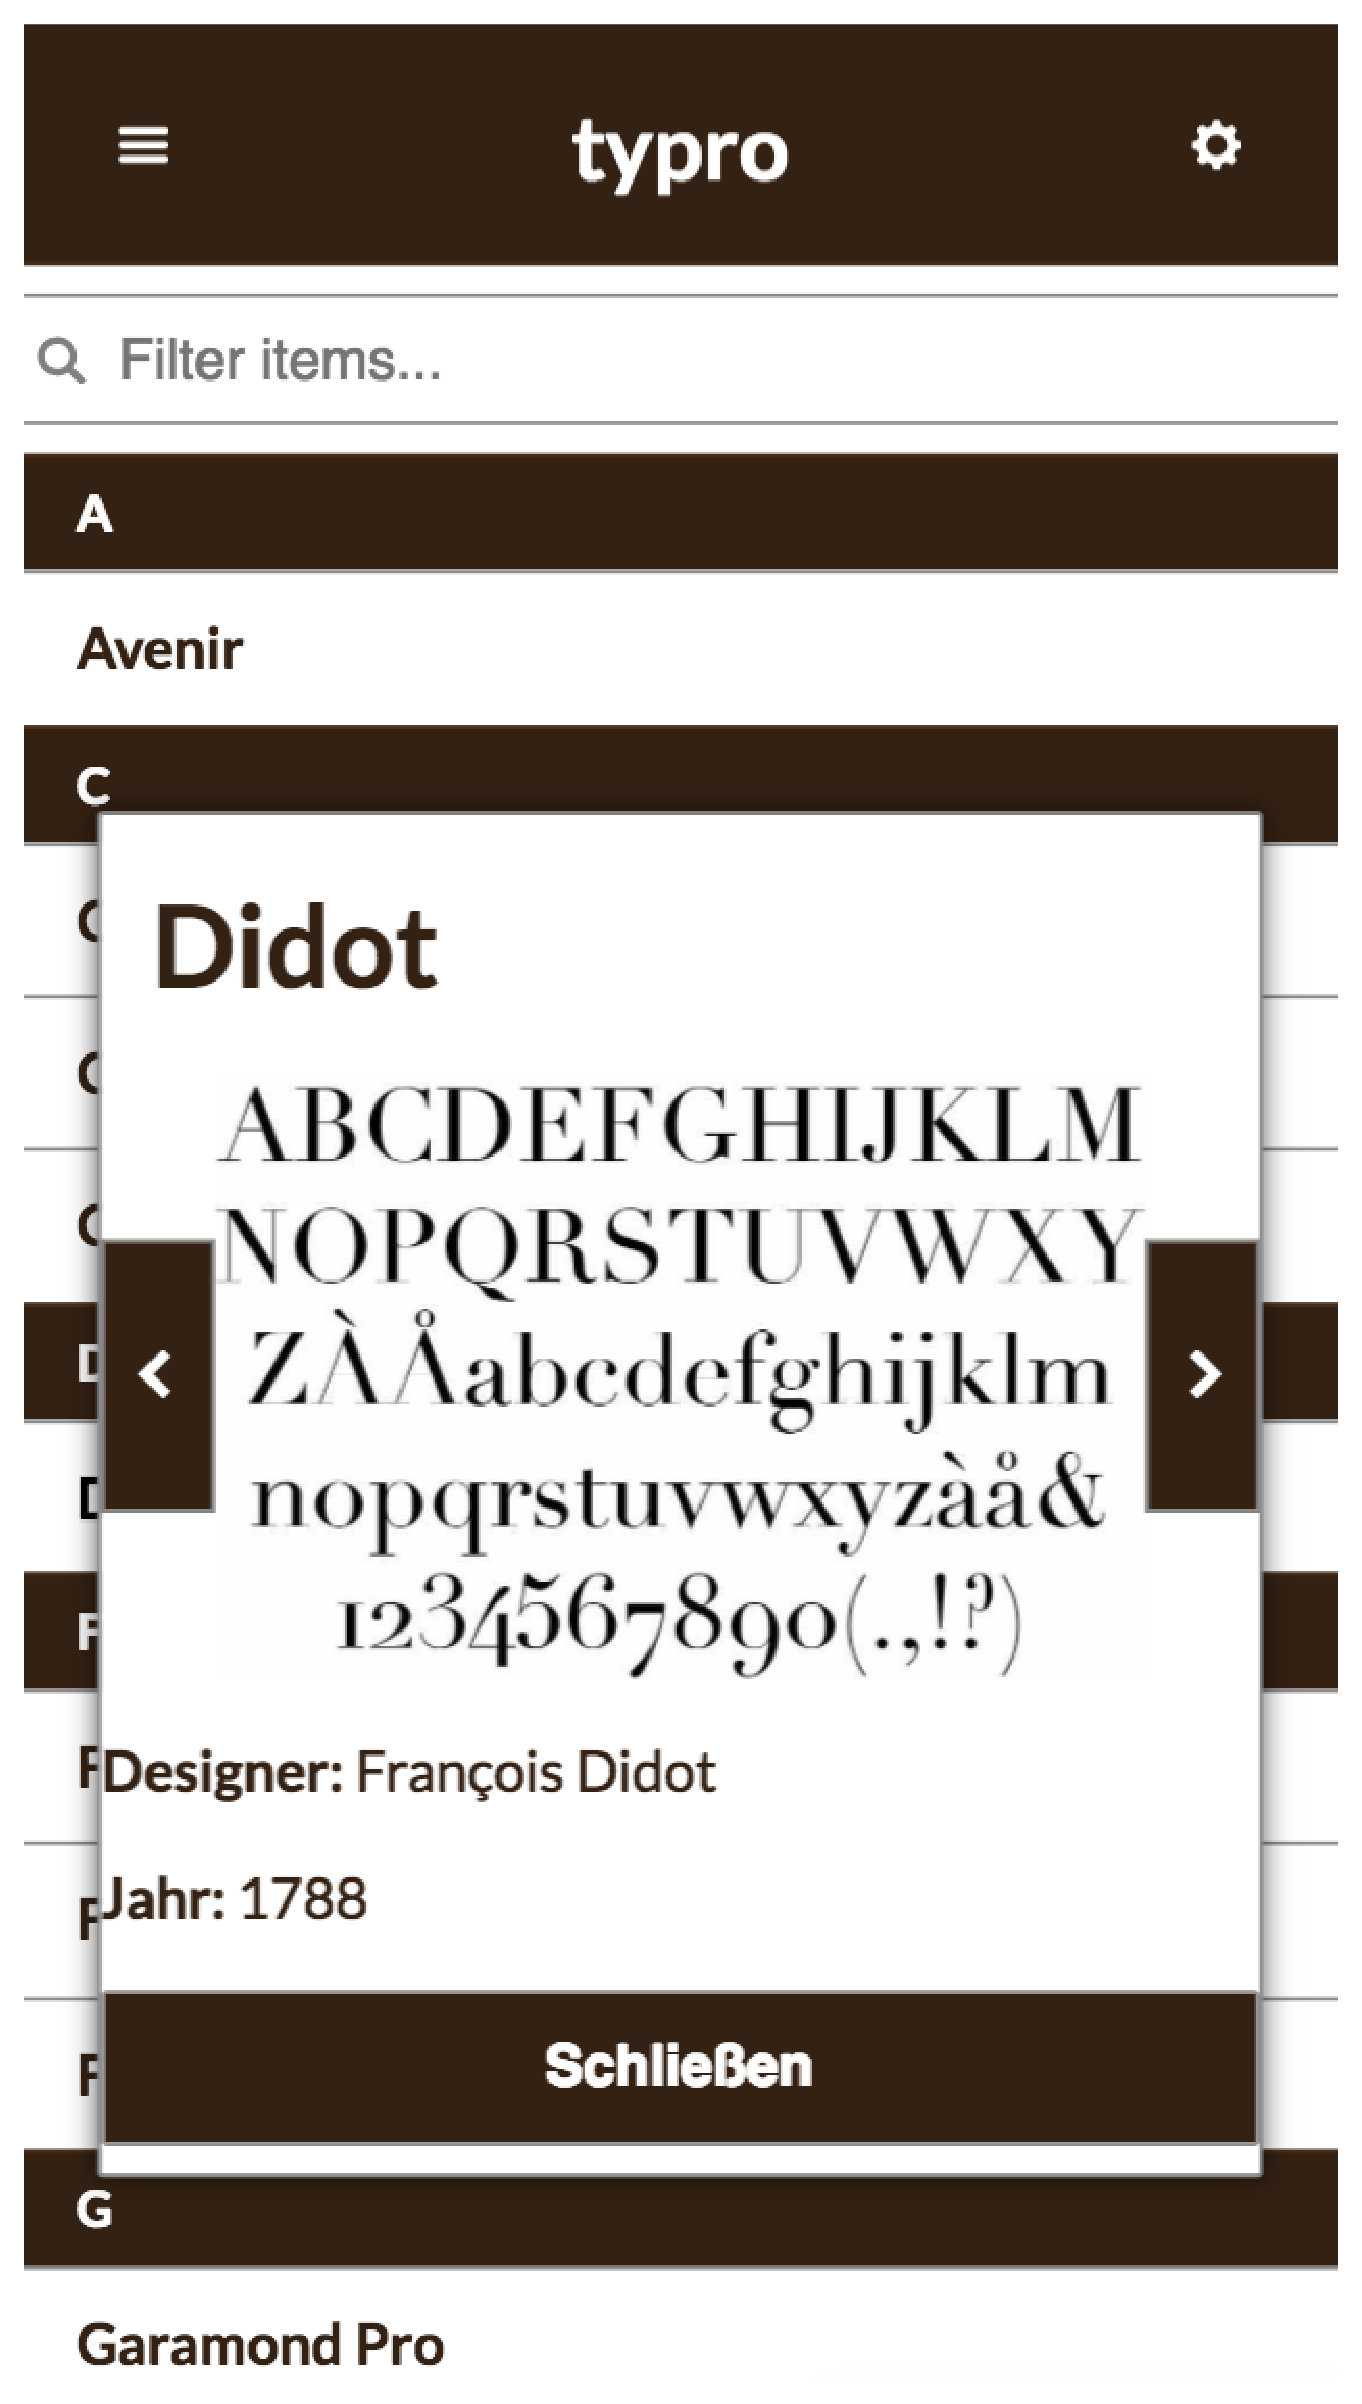 typro
Filter items...
A
Avenir
C
Didot
ABCDEFGHIJKLM
NOPQRSTUVWXY
ZÀÅabcdefghijklm
nopqrstuvwxyzàå&
1234567890(.,!?)
Designer: François Didot
Jahr: 1788
Schließen
G
Garamond Pro